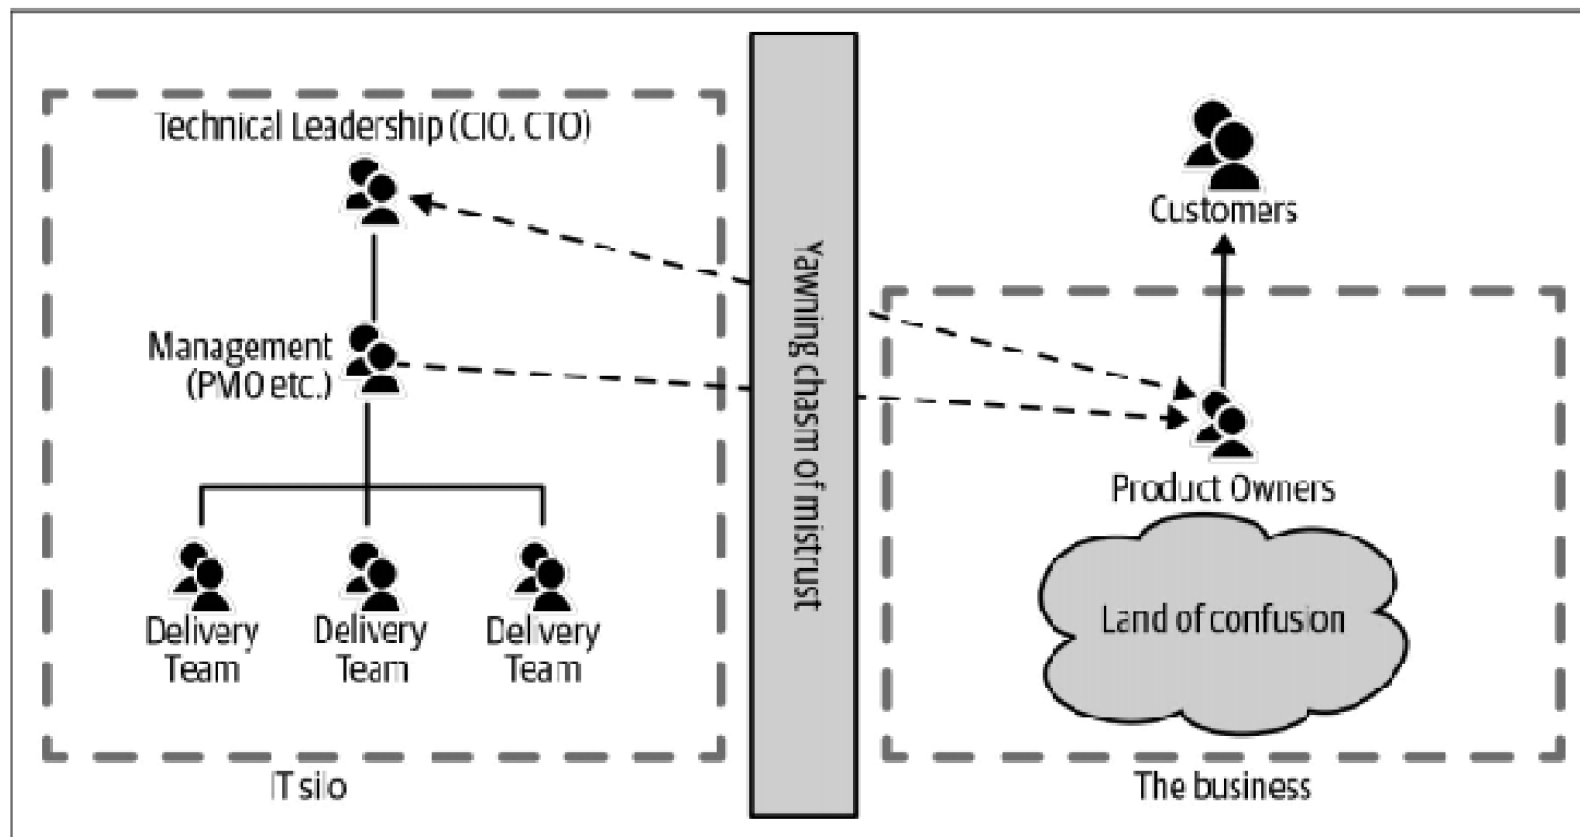 Technical Leadership (CIO, CTO)
Management
(PMO etc.)
Delivery
Team
Delivery
Team
Delivery
Team
IT silo
Yawning chasm of mistrust
Customers
Product Owners
Land of confusion
The business